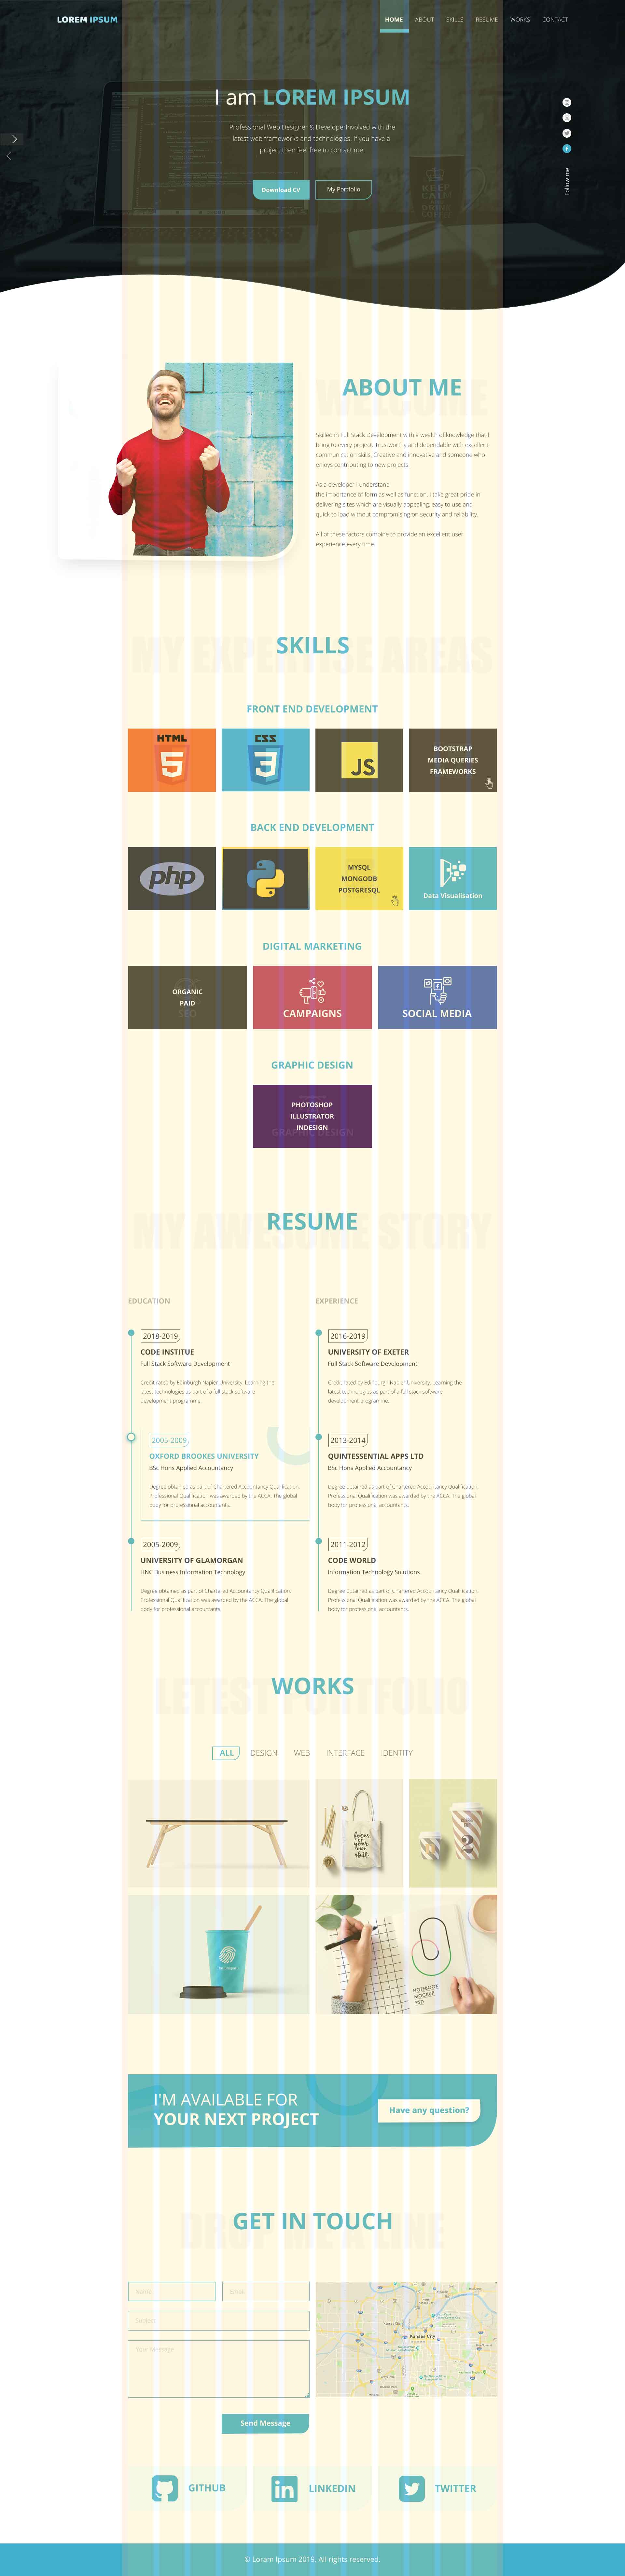 LOREM IPSUM
HOME ABOUT SKILLS RESUME WORKS CONTACT
I am LOREM IPSUM
Professional Web Designer & Developerinvolved with the
latest web frameworks and technologies. If you have a
project then feel free to contact me.
Download CV
My Portfolio
Follow me
KEEP
CALM
WELCOME
ABOUT ME
Skilled in Full Stack Development with a wealth of knowledge that I
bring to every project. Trustworthy and dependable with excellent
communication skills. Creative and innovative and someone who
enjoys contributing to new projects.
As a developer I understand
the importance of form as well as function. I take great pride in
delivering sites which are visually appealing, easy to use and
quick to load without compromising on security and reliability.
All of these factors combine to provide an excellent user
experience every time.
MY EXPERTISE AREAS
SKILLS
FRONT END DEVELOPMENT
HTML
5
CSS
3
JS
BOOTSTRAP
MEDIA QUERIES
FRAMEWORKS
BACK END DEVELOPMENT
php
MYSQL
MONGODB
POSTGRESQL
Data Visualisation
DIGITAL MARKETING
ORGANIC
PAID
SEO
CAMPAIGNS
SOCIAL MEDIA
GRAPHIC DESIGN
PHOTOSHOP
ILLUSTRATOR
INDESIGN
GRAPHIC DESIGN
MY AWESOME STORY
RESUME
EDUCATION
2018-2019
CODE INSTITUE
Full Stack Software Development
Credit rated by Edinburgh Napier University. Learning the
latest technologies as part of a full stack software
development programme.
2005-2009
OXFORD BROOKES UNIVERSITY
BSc Hons Applied Accountancy
Degree obtained as part of Chartered Accountancy Qualification.
Professional Qualification was awarded by the ACCA. The global
body for professional accountants.
2005-2009
UNIVERSITY OF GLAMORGAN
HNC Business Information Technology
Degree obtained as part of Chartered Accountancy Qualification.
Professional Qualification was awarded by the ACCA. The global
body for professional accountants.
EXPERIENCE
2016-2019
UNIVERSITY OF EXETER
Full Stack Software Development
Credit rated by Edinburgh Napier University. Learning the
latest technologies as part of a full stack software
development programme.
2013-2014
QUINTESSENTIAL APPS LTD
BSc Hons Applied Accountancy
Degree obtained as part of Chartered Accountancy Qualification.
Professional Qualification was awarded by the ACCA. The global
body for professional accountants.
2011-2012
CODE WORLD
Information Technology Solutions
Degree obtained as part of Chartered Accountancy Qualification.
Professional Qualification was awarded by the ACCA. The global
body for professional accountants.
LETEST PORTFOLIO
WORKS
ALL DESIGN WEB INTERFACE IDENTITY
focus
on
your
own
shit
2
NOTEBOOK
MOCKUP
PSD
I'M AVAILABLE FOR
YOUR NEXT PROJECT
Have any question?
DROP ME A LINE
GET IN TOUCH
Name
Email
Subject
Your Message
Kansas City
Send Message
GITHUB
LINKEDIN
TWITTER
© Loram Ipsum 2019. All rights reserved.